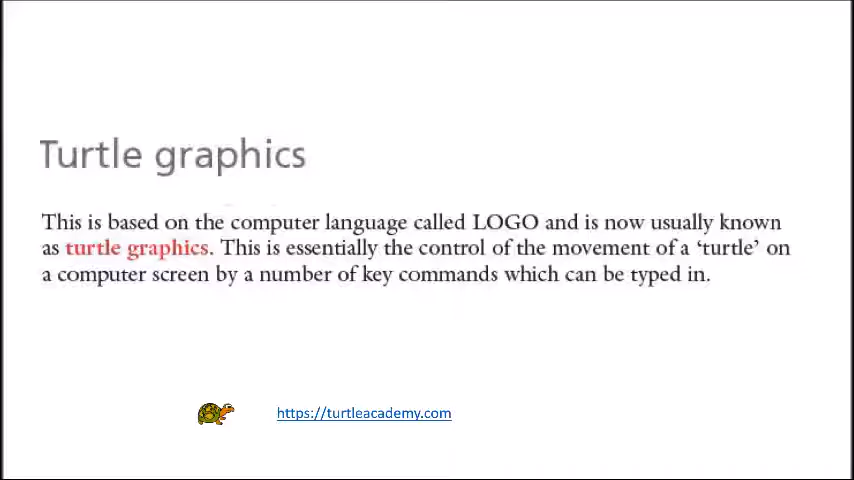 Turtle graphics
This is based on the computer language called LOGO and is now usually known
as turtle graphics. This is essentially the control of the movement of a ‘turtle’ on
a computer screen by a number of key commands which can be typed in.
https://turtleacademy.com